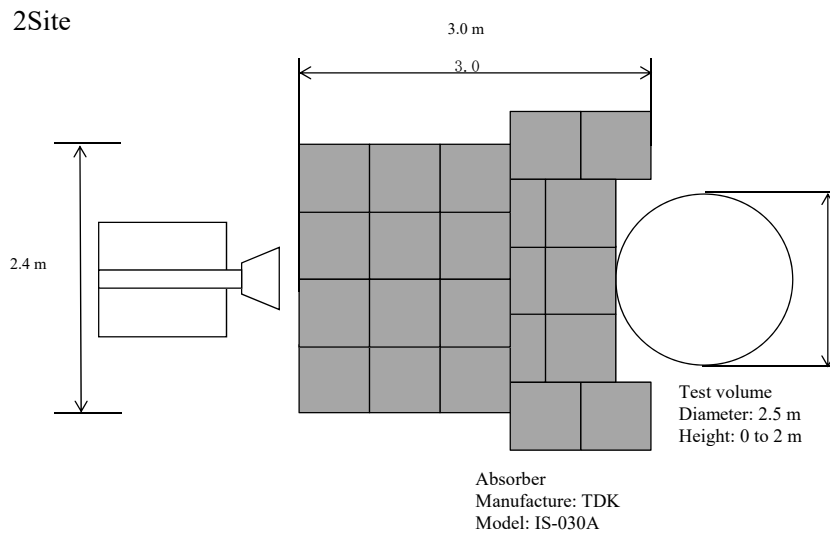 2Site
3.0 m
3.0
2.4 m
Test volume
Diameter: 2.5 m
Height: 0 to 2 m
Absorber
Manufacture: TDK
Model: IS-030A